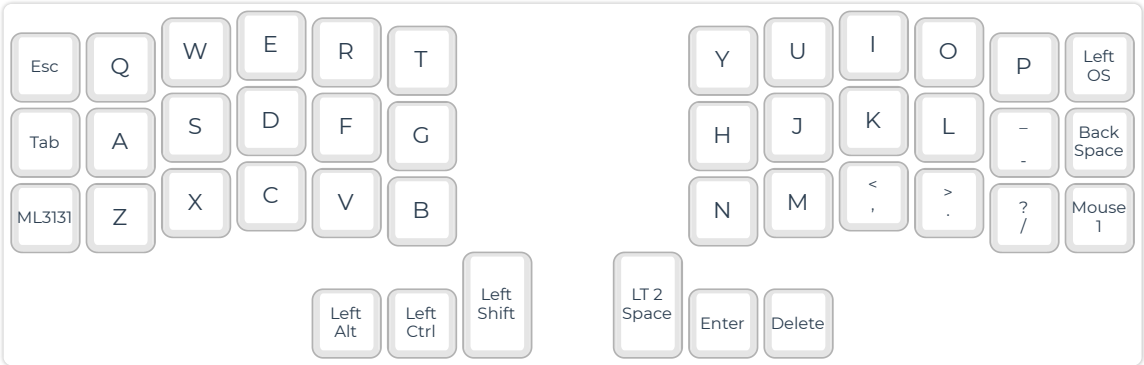 Esc Q W E R T Y U I O P Left OS
Tab A S D F G H J K L _ - Back Space
ML3131 Z X C V B N M < , > . ? / Mouse 1
Left Alt Left Ctrl Left Shift LT 2 Space Enter Delete